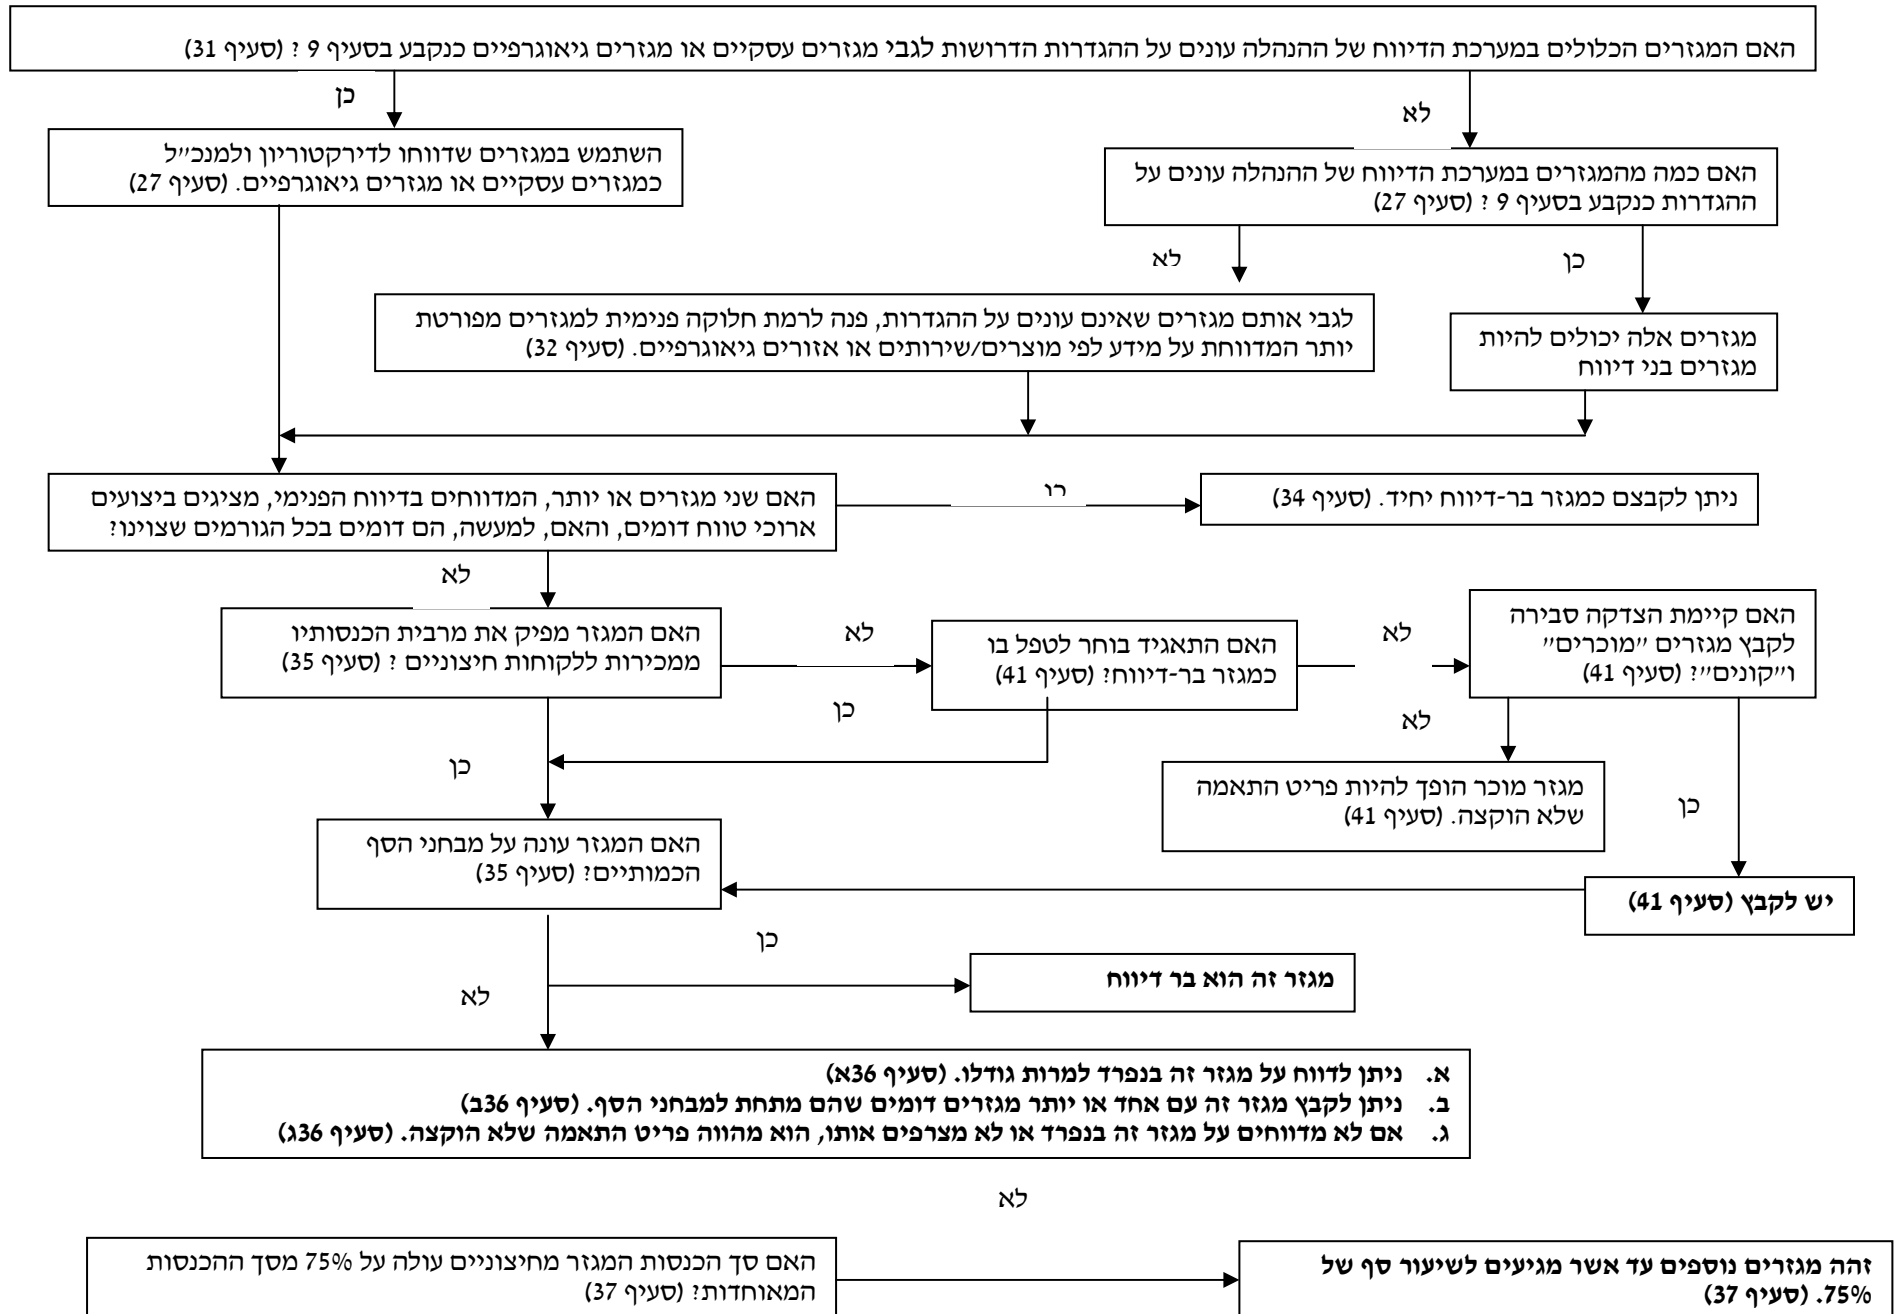 האם המגזרים הכלולים במערכת הדיווח של ההנהלה עונים על ההגדרות הדרושות לגבי מגזרים עסקיים או מגזרים גיאוגרפיים כנקבע בסעיף 9 ? (סעיף 31)
כן
לא
השתמש במגזרים שדווחו לדירקטוריון ולמנכ״ל
כמגזרים עסקיים או מגזרים גיאוגרפיים. (סעיף 27)
האם כמה מהמגזרים במערכת הדיווח של ההנהלה עונים על
ההגדרות כנקבע בסעיף 9 ? (סעיף 27)
לא
כן
לגבי אותם מגזרים שאינם עונים על ההגדרות, פנה לרמת חלוקה פנימית למגזרים מפורטת
יותר המדווחת על מידע לפי מוצרים/שירותים או אזורים גיאוגרפיים. (סעיף 32)
מגזרים אלה יכולים להיות
מגזרים בני דיווח
האם שני מגזרים או יותר, המדווחים בדיווח הפנימי, מציגים ביצועים
ארוכי טווח דומים, והאם, למעשה, הם דומים בכל הגורמים שצוינו?
כן
ניתן לקבצם כמגזר בר-דיווח יחיד. (סעיף 34)
לא
האם המגזר מפיק את מרבית הכנסותיו
ממכירות ללקוחות חיצוניים ? (סעיף 35)
לא
האם התאגיד בוחר לטפל בו
כמגזר בר-דיווח? (סעיף 41)
לא
האם קיימת הצדקה סבירה
לקבץ מגזרים ״מוכרים״
ו״קונים״? (סעיף 41)
כן
לא
כן
מגזר מוכר הופך להיות פריט התאמה
שלא הוקצה. (סעיף 41)
כן
האם המגזר עונה על מבחני הסף
הכמותיים? (סעיף 35)
יש לקבץ (סעיף 41)
כן
מגזר זה הוא בר דיווח
לא
א. ניתן לדווח על מגזר זה בנפרד למרות גודלו. (סעיף 36א)
ב. ניתן לקבץ מגזר זה עם אחד או יותר מגזרים דומים שהם מתחת למבחני הסף. (סעיף 36ב)
ג. אם לא מדווחים על מגזר זה בנפרד או לא מצרפים אותו, הוא מהווה פריט התאמה שלא הוקצה. (סעיף 36ג)
לא
האם סך הכנסות המגזר מחיצוניים עולה על 75% מסך ההכנסות
המאוחדות? (סעיף 37)
זהה מגזרים נוספים עד אשר מגיעים לשיעור סף של
75%. (סעיף 37)